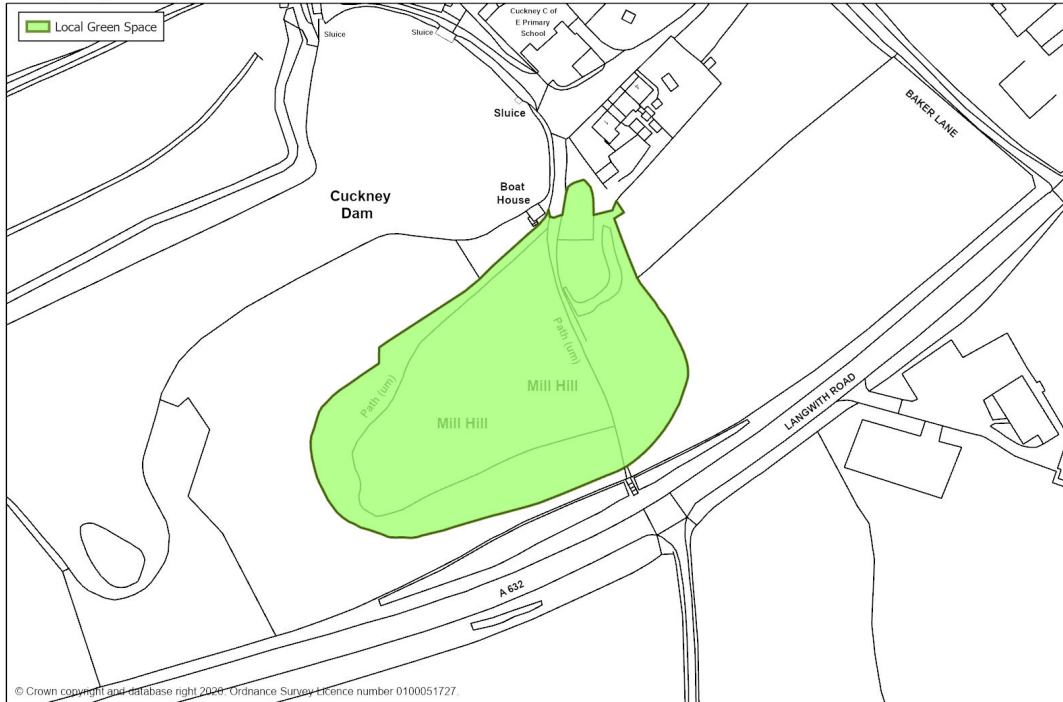 Local Green Space
Cuckney C of
E Primary
School
Sluice
Sluice
Sluice
BAKER LANE
Boat
House
Cuckney
Dam
Path (um)
Path (um)
Mill Hill
Mill Hill
LANGWITH ROAD
A 632
© Crown copyright and database right 2020. Ordnance Survey Licence number 0100051727.